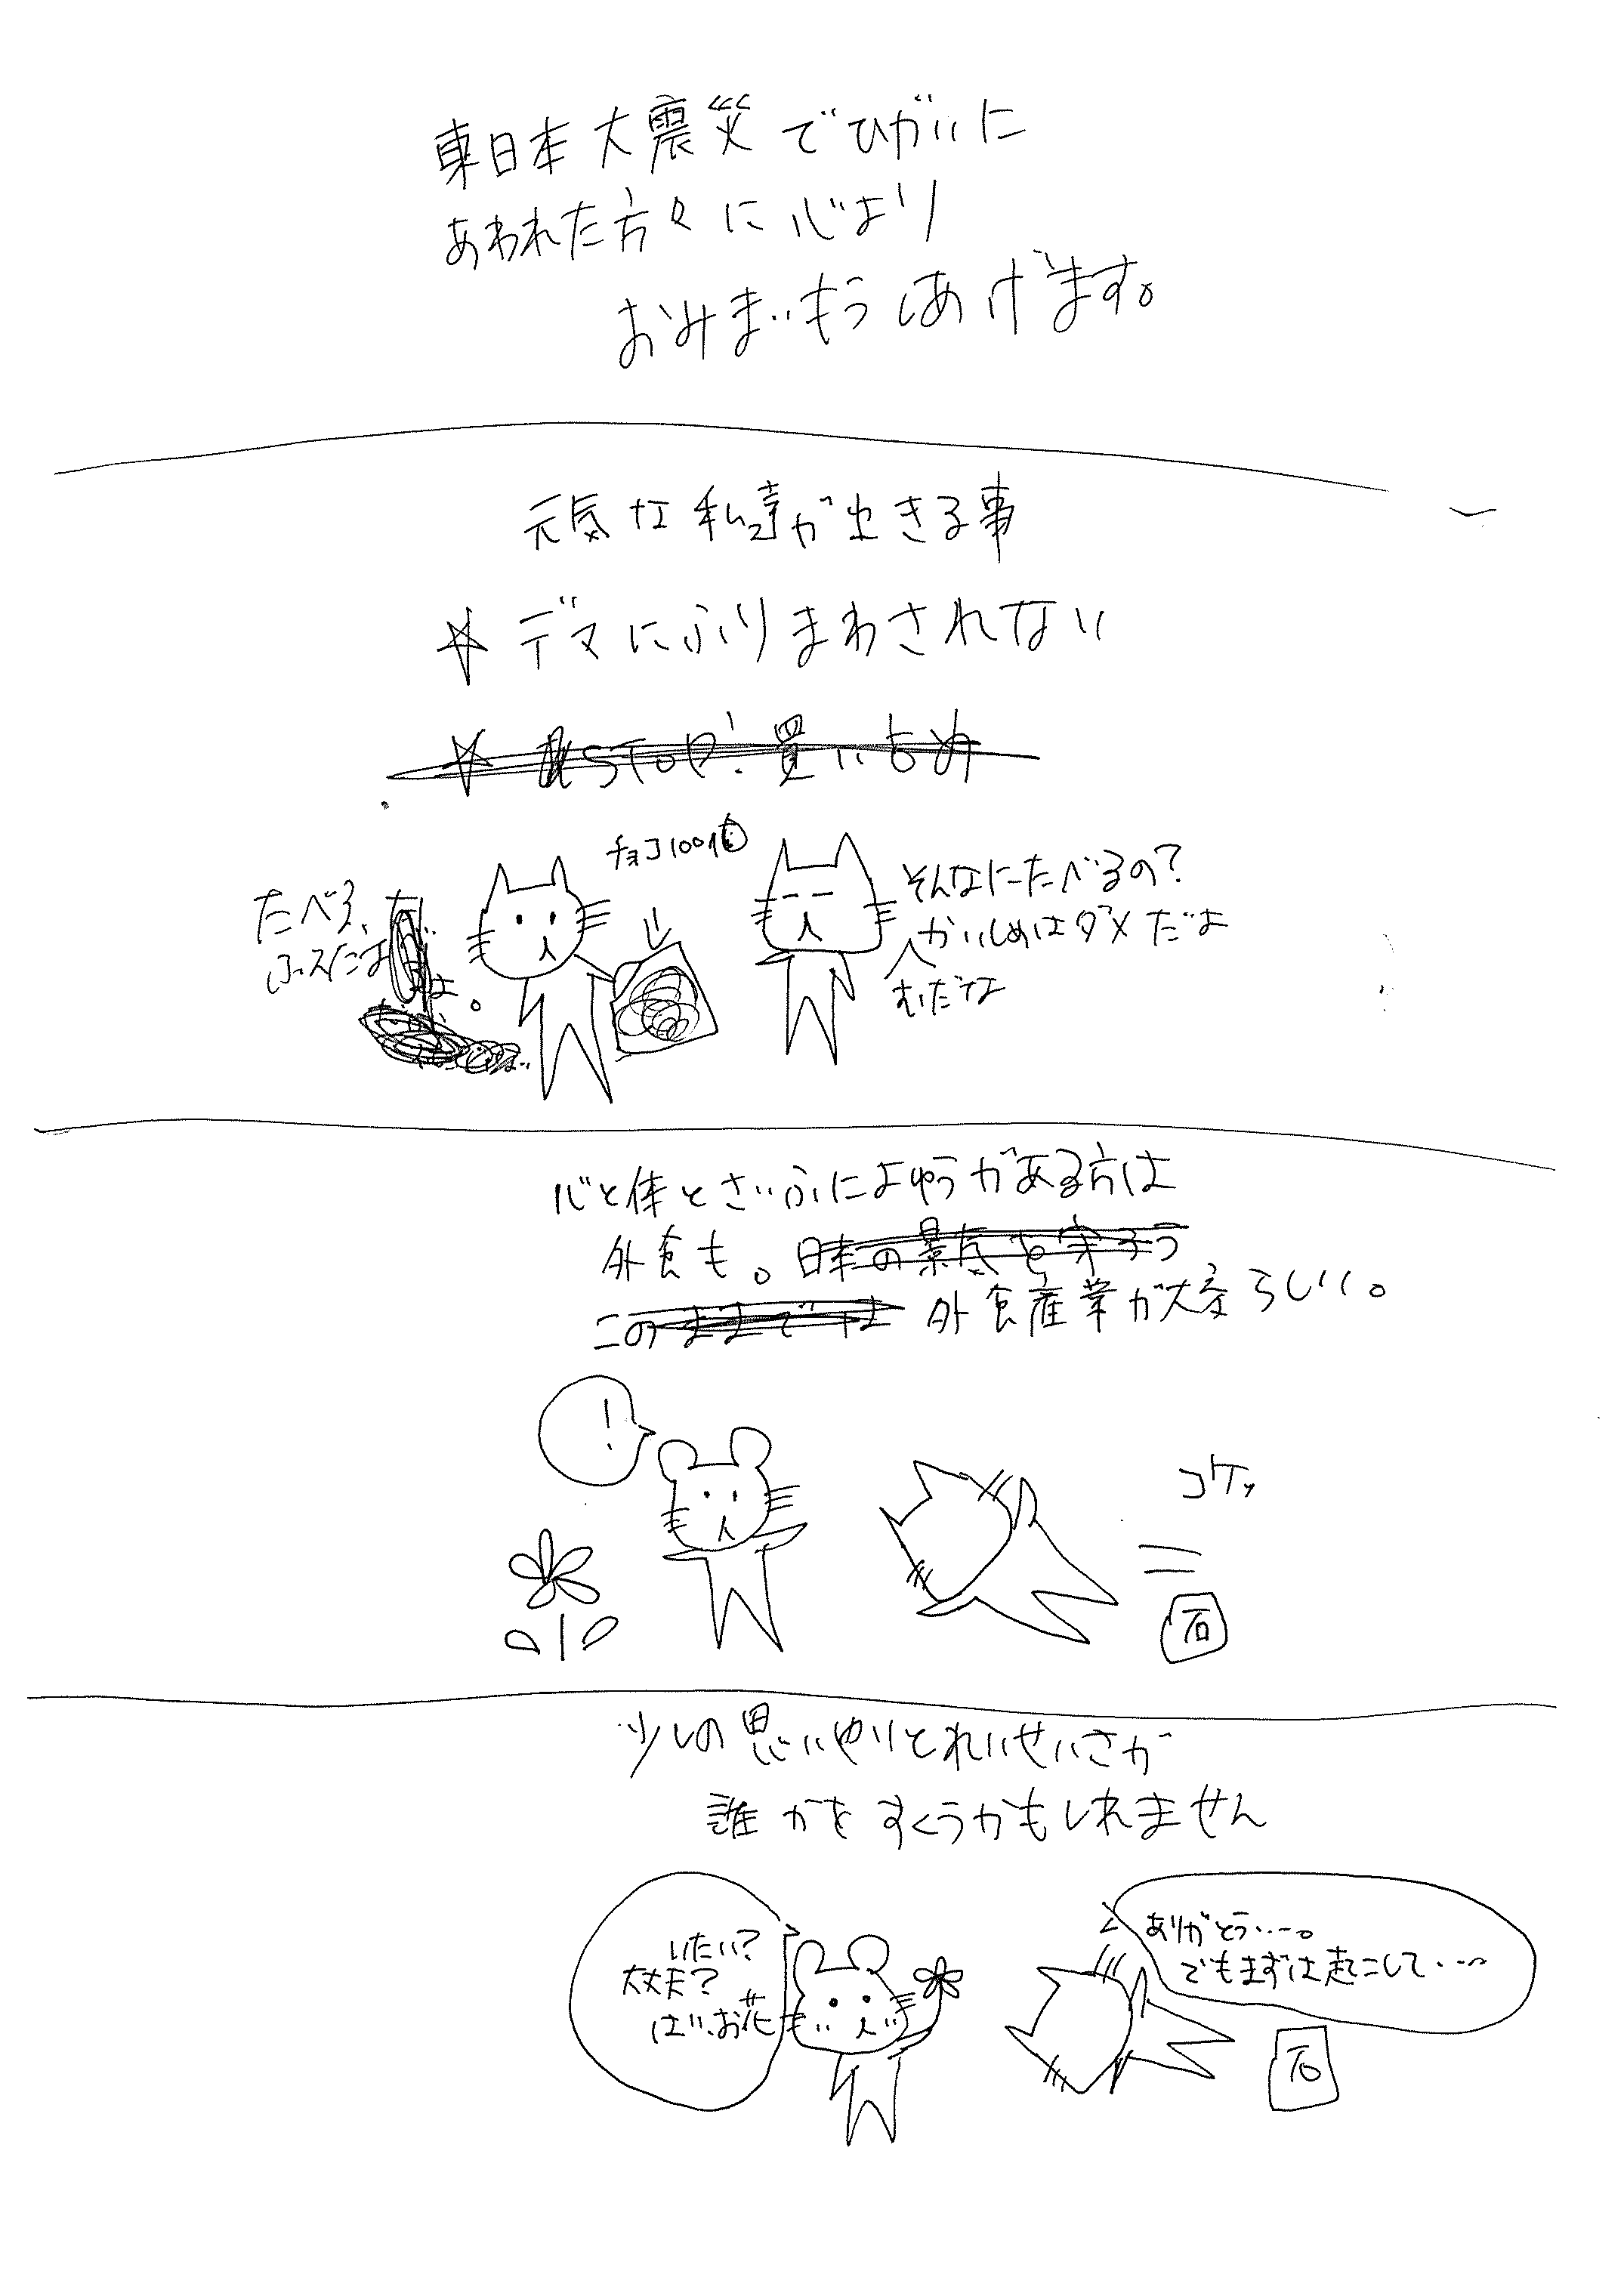 東日本大震災でひがいに
あわれた方々に心より
おみまいもうしあげます。
元気な私達が出きる事
☆デマにふりまわされない
☆STOP!買い占め
チョコ100個
たべる、
ふえたには
そんなにたべるの?
かいしめはダメだよ
むだな
心と体とさいふによゆうがある方は
外食も。日本の景気を守ろう
このままでは外食産業が大変らしい。
!
コケッ
石
少しの思いやりとれいせいさが
誰かをすくうかもしれません
いたい?
大丈夫?
はい、お花
ありがとう・・・。
でもまずは起こして・・・
石